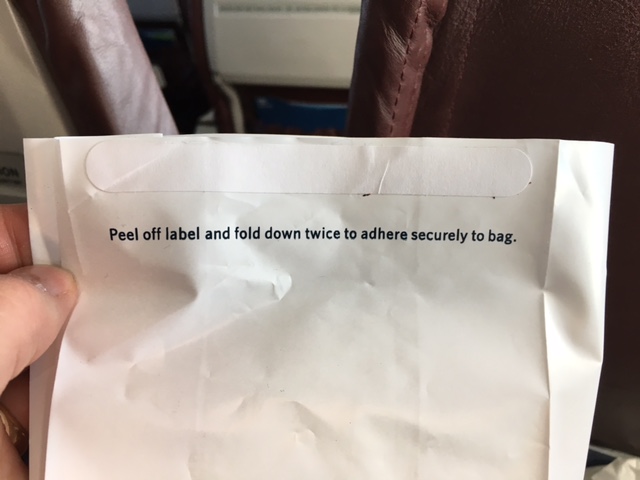 Peel off label and fold down twice to adhere securely to bag.